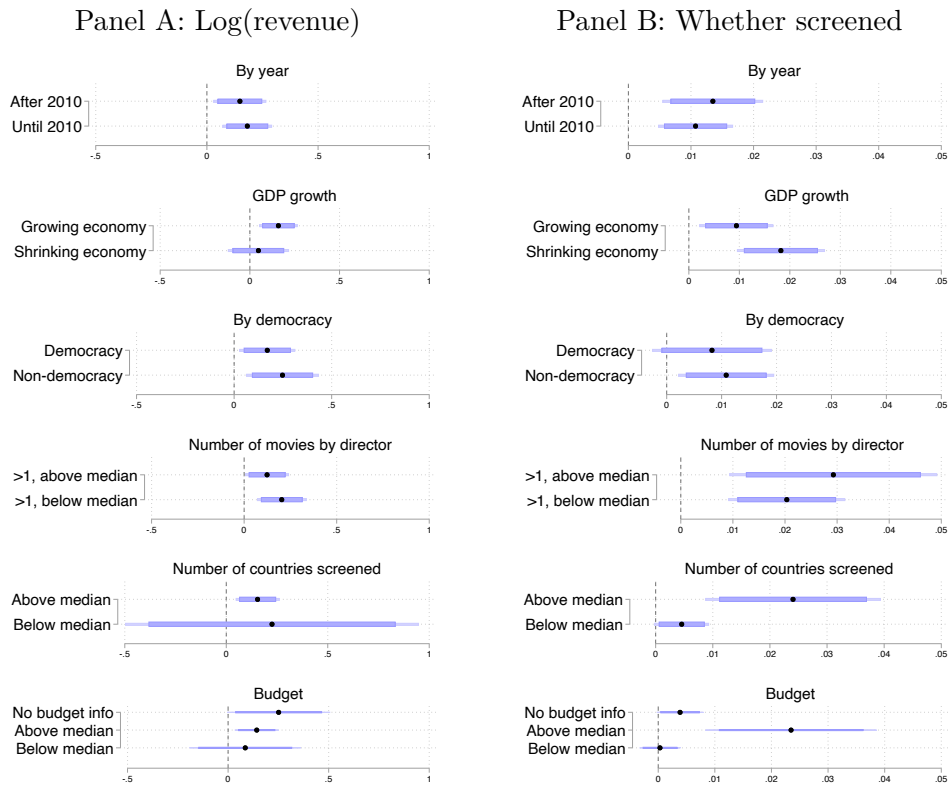 Panel A: Log(revenue)
By year
After 2010
Until 2010
-.5 0 .5 1
GDP growth
Growing economy
Shrinking economy
-.5 0 .5 1
By democracy
Democracy
Non-democracy
-.5 0 .5 1
Number of movies by director
>1, above median
>1, below median
-.5 0 .5 1
Number of countries screened
Above median
Below median
-.5 0 .5 1
Budget
No budget info
Above median
Below median
-.5 0 .5 1
Panel B: Whether screened
By year
After 2010
Until 2010
0 .01 .02 .03 .04 .05
GDP growth
Growing economy
Shrinking economy
0 .01 .02 .03 .04 .05
By democracy
Democracy
Non-democracy
0 .01 .02 .03 .04 .05
Number of movies by director
>1, above median
>1, below median
0 .01 .02 .03 .04 .05
Number of countries screened
Above median
Below median
0 .01 .02 .03 .04 .05
Budget
No budget info
Above median
Below median
0 .01 .02 .03 .04 .05